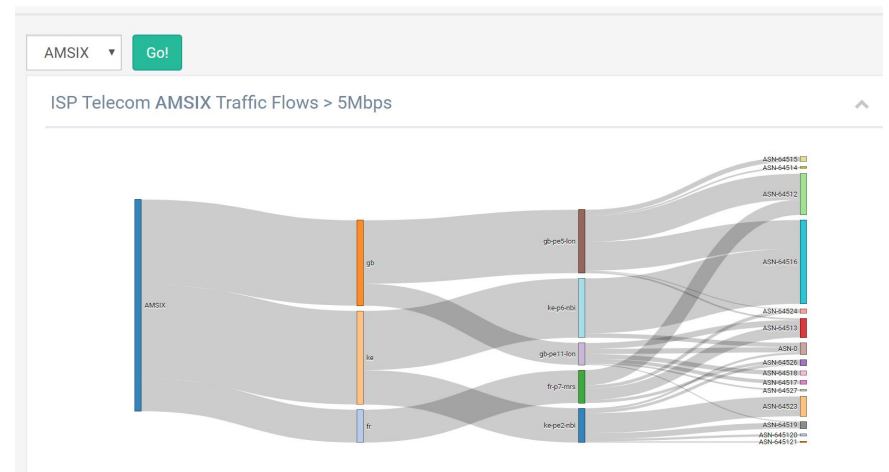 AMSIX
Go!
ISP Telecom AMSIX Traffic Flows > 5Mbps
AMSIX
gb
ke
fr
gb-pe5-lon
ke-p6-nbi
gb-pe11-lon
fr-p7-mrs
ke-pe2-nbi
ASN-64515
ASN-64514
ASN-64512
ASN-64516
ASN-64524
ASN-64513
ASN-0
ASN-64526
ASN-64518
ASN-64517
ASN-64527
ASN-64523
ASN-64519
ASN-645120
ASN-645121